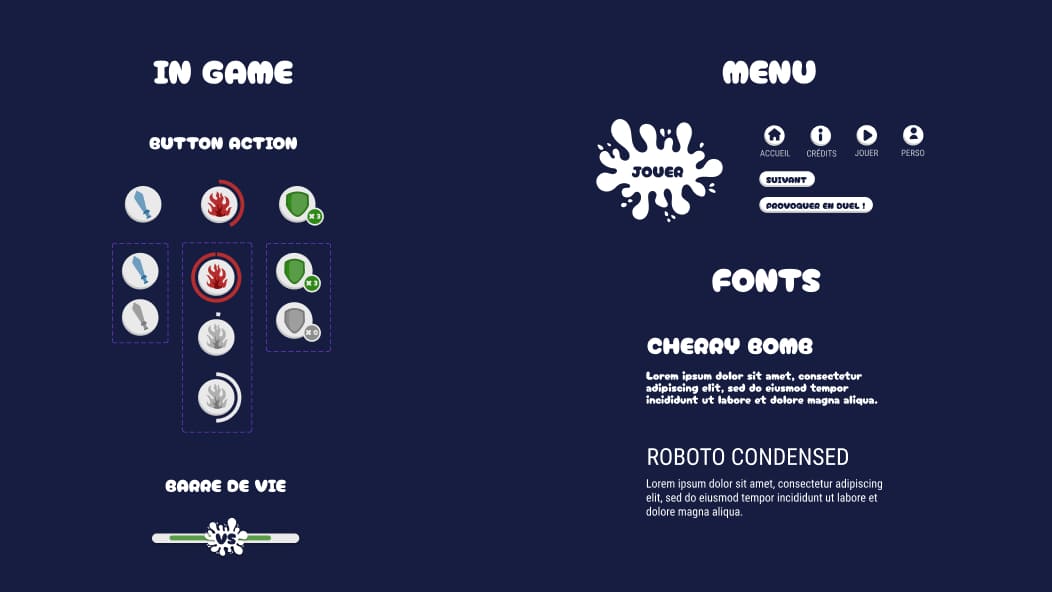 IN GAME
BUTTON ACTION
x 3
x 3
x 0
BARRE DE VIE
VS
MENU
JOUER
ACCUEIL
CRÉDITS
JOUER
PERSO
SUIVANT
PROVOQUER EN DUEL !
FONTS
CHERRY BOMB
Lorem ipsum dolor sit amet, consectetur
adipiscing elit, sed do eiusmod tempor
incididunt ut labore et dolore magna aliqua.
ROBOTO CONDENSED
Lorem ipsum dolor sit amet, consectetur adipiscing
elit, sed do eiusmod tempor incididunt ut labore et
dolore magna aliqua.